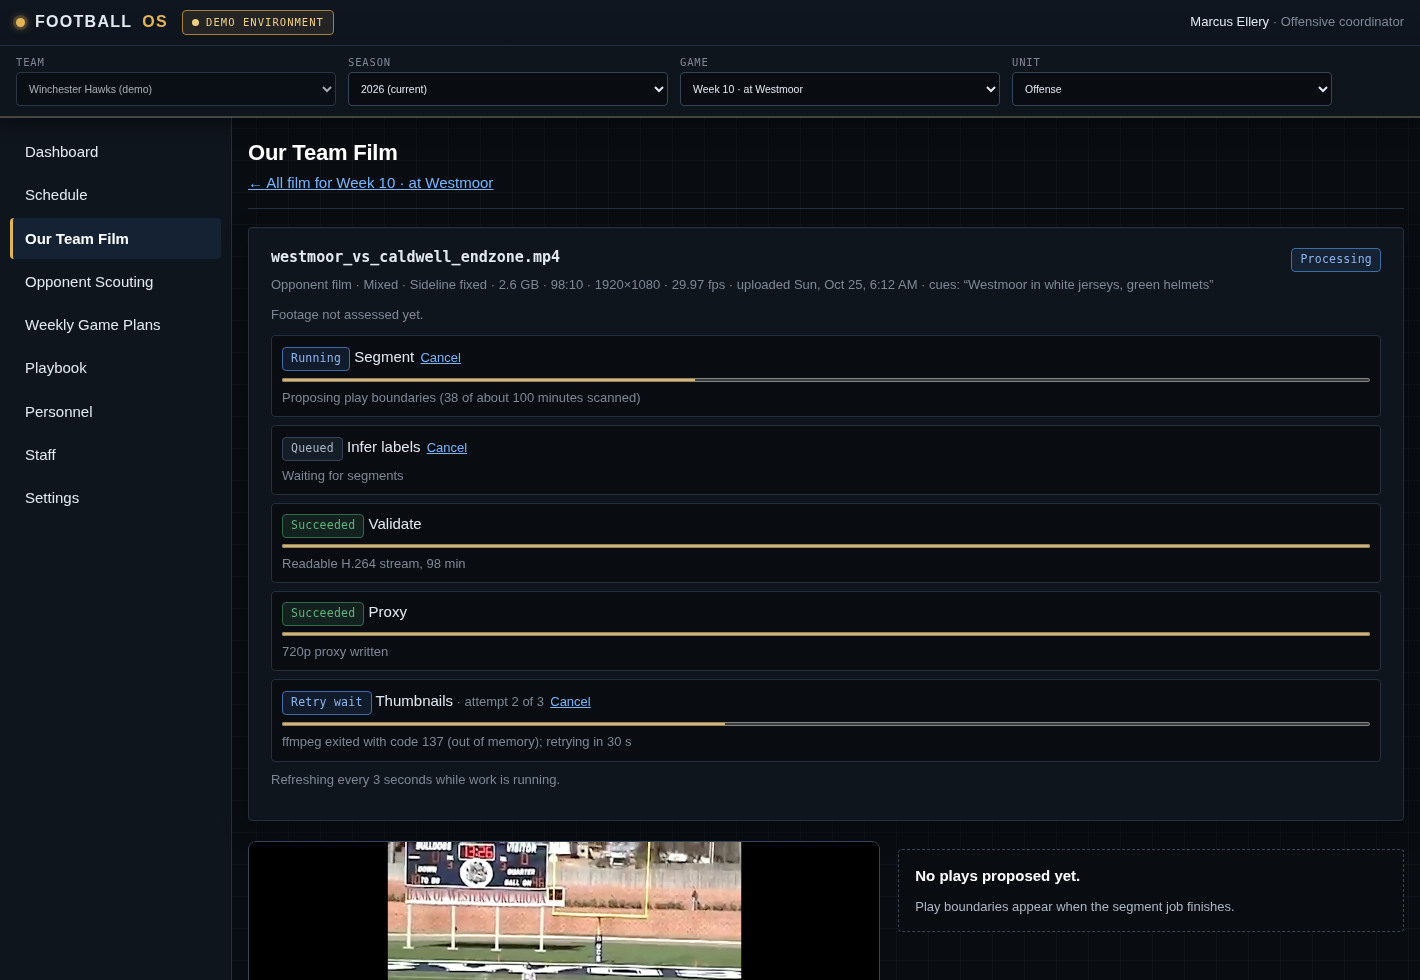 FOOTBALL OS
DEMO ENVIRONMENT
Marcus Ellery · Offensive coordinator
TEAM
Winchester Hawks (demo)
SEASON
2026 (current)
GAME
Week 10 · at Westmoor
UNIT
Offense
Dashboard
Schedule
Our Team Film
Opponent Scouting
Weekly Game Plans
Playbook
Personnel
Staff
Settings
Our Team Film
← All film for Week 10 · at Westmoor
westmoor_vs_caldwell_endzone.mp4
Processing
Opponent film · Mixed · Sideline fixed · 2.6 GB · 98:10 · 1920×1080 · 29.97 fps · uploaded Sun, Oct 25, 6:12 AM · cues: “Westmoor in white jerseys, green helmets”
Footage not assessed yet.
Running Segment Cancel
Proposing play boundaries (38 of about 100 minutes scanned)
Queued Infer labels Cancel
Waiting for segments
Succeeded Validate
Readable H.264 stream, 98 min
Succeeded Proxy
720p proxy written
Retry wait Thumbnails · attempt 2 of 3 Cancel
ffmpeg exited with code 137 (out of memory); retrying in 30 s
Refreshing every 3 seconds while work is running.
BULLDOGS 13:26 VISITOR
DOWN QUARTER
TO GO BALL ON
BANK OF WESTERN OKLAHOMA
No plays proposed yet.
Play boundaries appear when the segment job finishes.